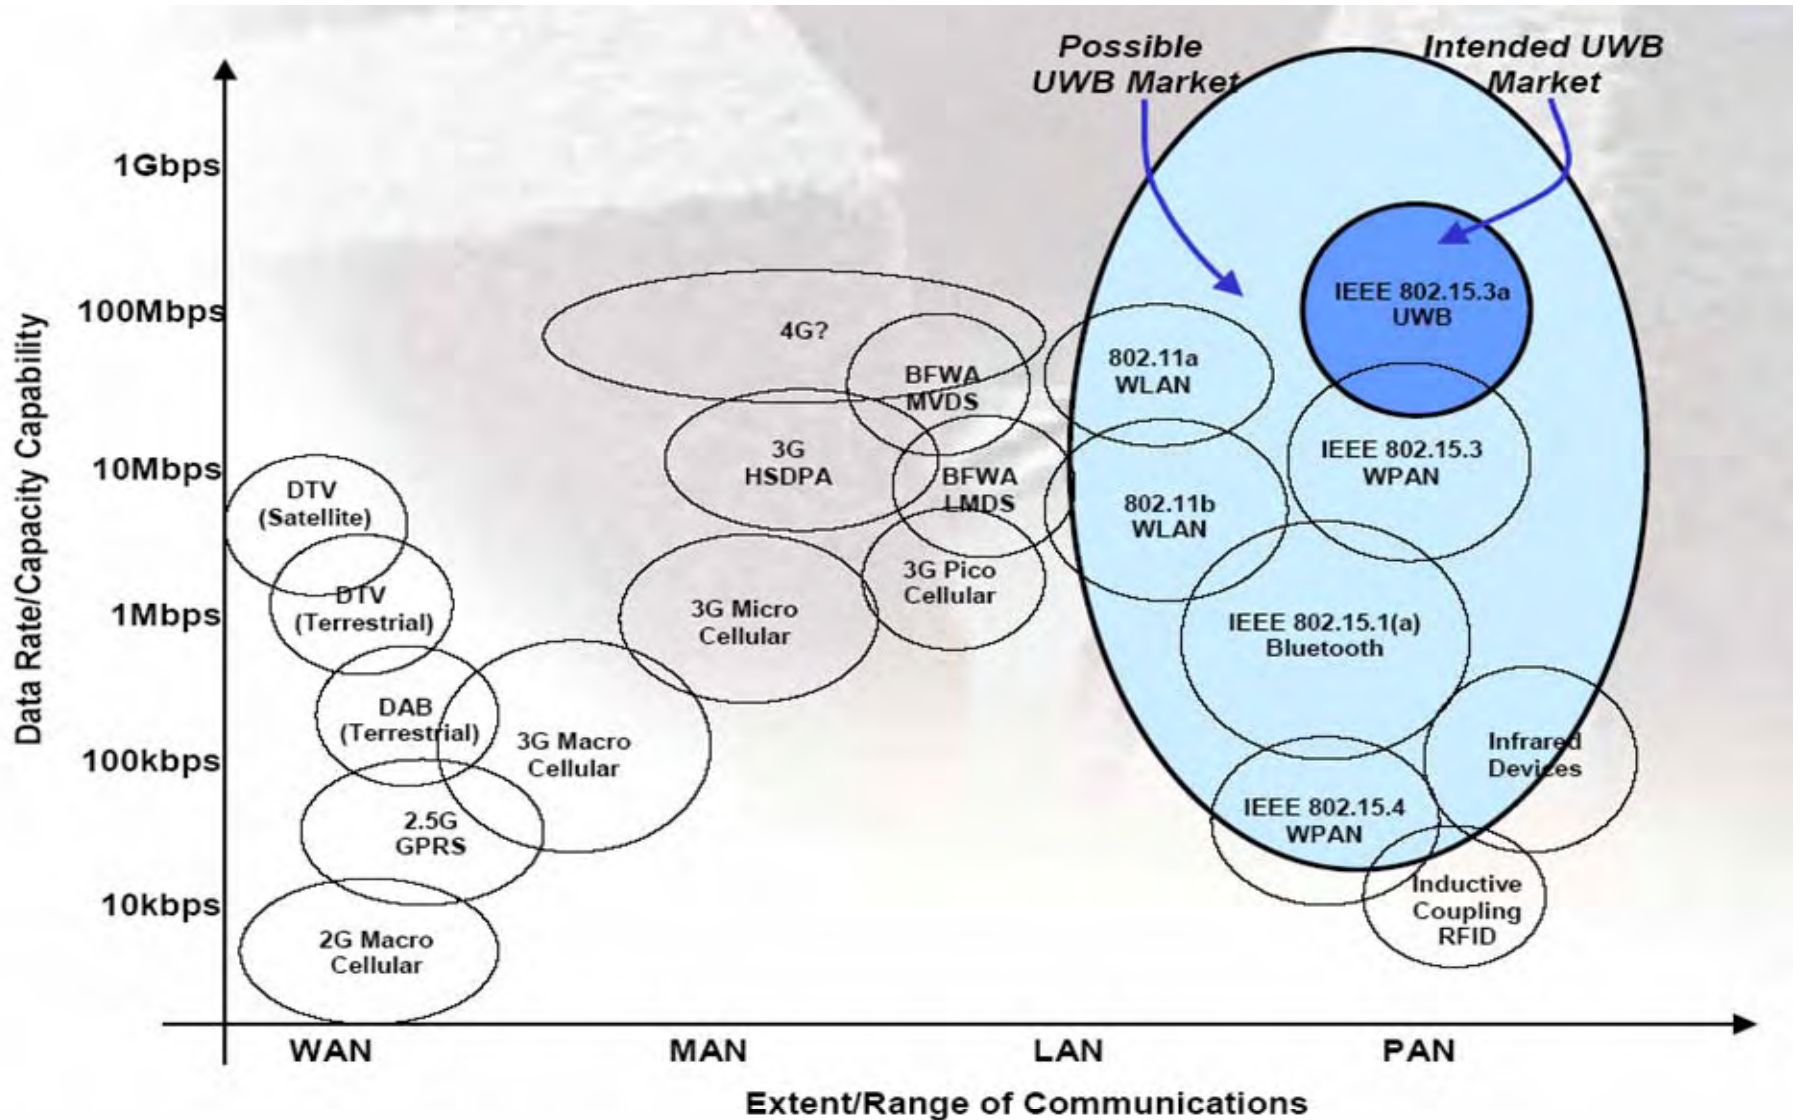 Possible
UWB Market
Intended UWB
Market
1Gbps
100Mbps
10Mbps
1Mbps
100kbps
10kbps
Data Rate/Capacity Capability
IEEE 802.15.3a
UWB
4G?
BFWA
MVDS
802.11a
WLAN
3G
HSDPA
BFWA
LMDS
IEEE 802.15.3
WPAN
DTV
(Satellite)
802.11b
WLAN
DTV
(Terrestrial)
3G Micro
Cellular
3G Pico
Cellular
IEEE 802.15.1(a)
Bluetooth
DAB
(Terrestrial)
3G Macro
Cellular
Infrared
Devices
2.5G
GPRS
IEEE 802.15.4
WPAN
2G Macro
Cellular
Inductive
Coupling
RFID
WAN
MAN
LAN
PAN
Extent/Range of Communications